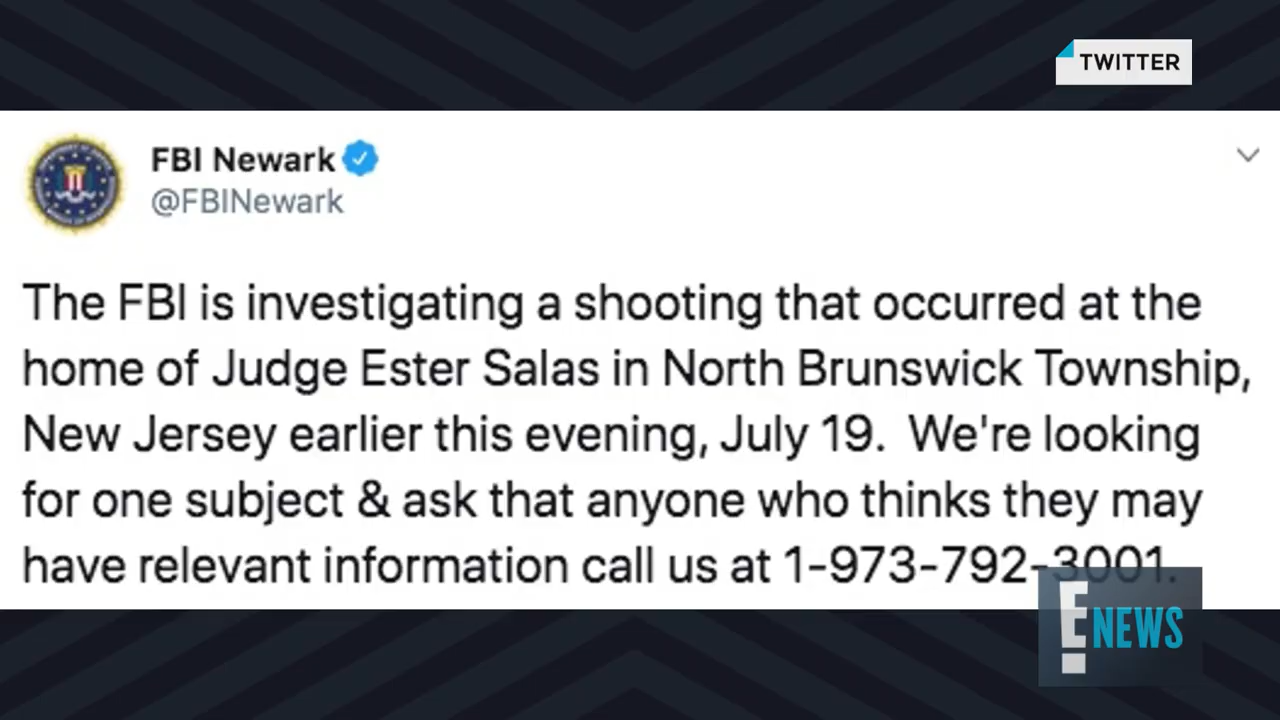 TWITTER
FBI Newark
@FBINewark
The FBI is investigating a shooting that occurred at the
home of Judge Ester Salas in North Brunswick Township,
New Jersey earlier this evening, July 19.  We're looking
for one subject & ask that anyone who thinks they may
have relevant information call us at 1-973-792-3001.
E! NEWS